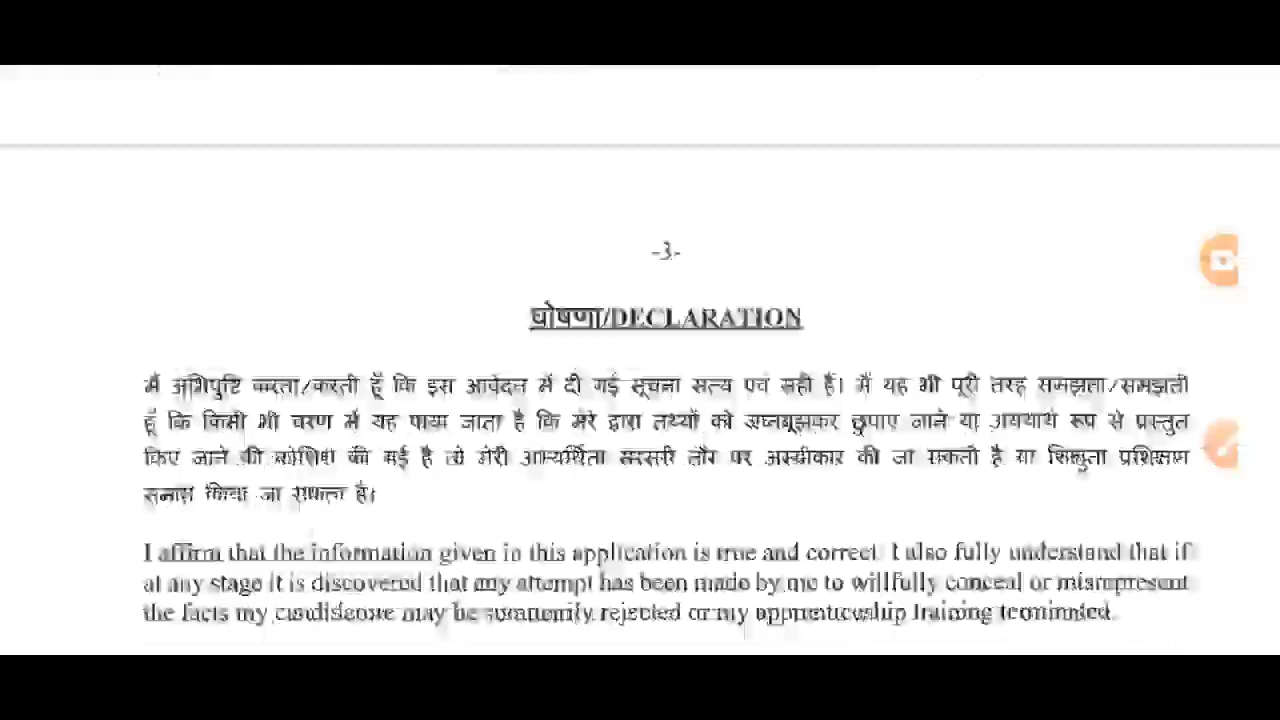 -3-
घोषणा/DECLARATION
मैं अभिपुष्टि करता/करती हूँ कि इस आवेदन में दी गई सूचना सत्य एवं सही हैं। मैं यह भी पूरी तरह समझता/समझती
हूँ कि किसी भी चरण में यह पाया जाता है कि मेरे द्वारा तथ्यों को जानबूझकर छुपाए जाने या अयथार्थ रूप से प्रस्तुत
किए जाने की कोशिश की गई है तो मेरी अभ्यर्थिता सरसरी तौर पर अस्वीकार की जा सकती है या शिक्षुता प्रशिक्षण
समाप्त किया जा सकता है।
I affirm that the information given in this application is true and correct. I also fully understand that if
at any stage it is discovered that any attempt has been made by me to willfully conceal or misrepresent
the facts my candidature may be summarily rejected or my apprenticeship training terminated.